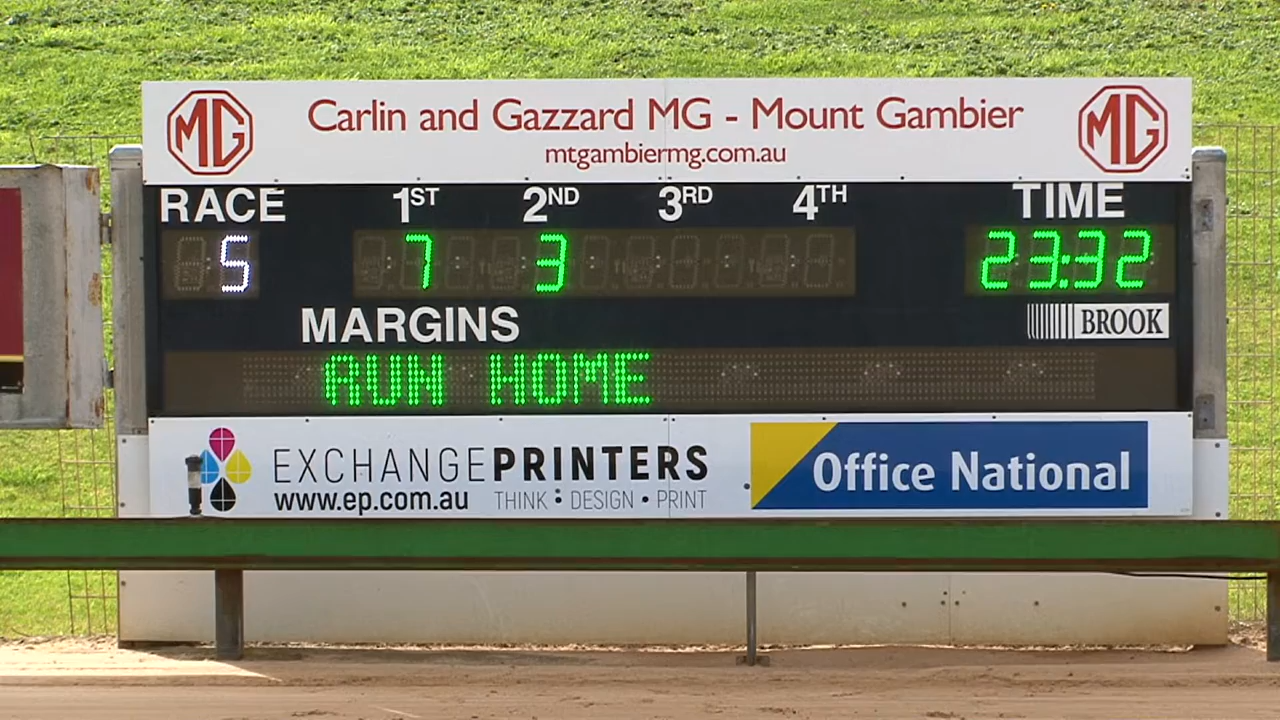 MG Carlin and Gazzard MG - Mount Gambier MG
mtgambiermg.com.au
RACE 1ST 2ND 3RD 4TH TIME
5 7 3 23:32
MARGINS BROOK
RUN HOME
EXCHANGEPRINTERS Office National
www.ep.com.au THINK : DESIGN • PRINT